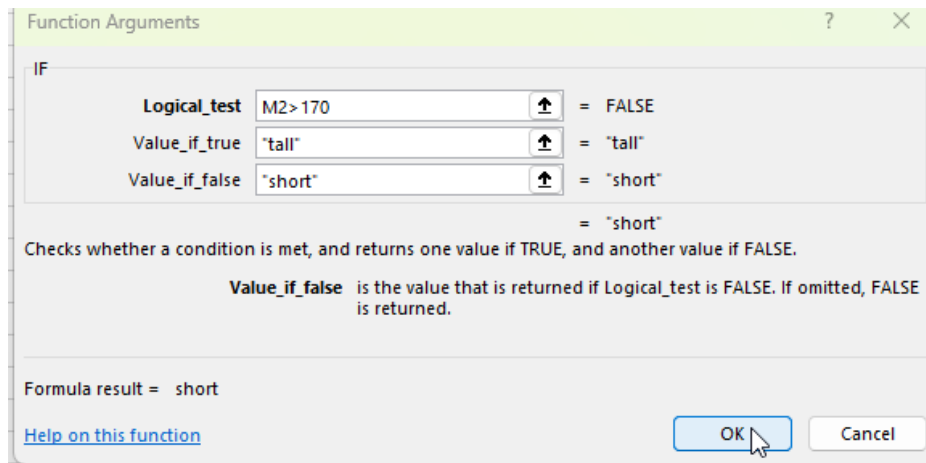 Function Arguments ? ×
IF
Logical_test M2>170 = FALSE
Value_if_true "tall" = "tall"
Value_if_false "short" = "short"
= "short"
Checks whether a condition is met, and returns one value if TRUE, and another value if FALSE.
Value_if_false is the value that is returned if Logical_test is FALSE. If omitted, FALSE
is returned.
Formula result = short
Help on this function OK Cancel